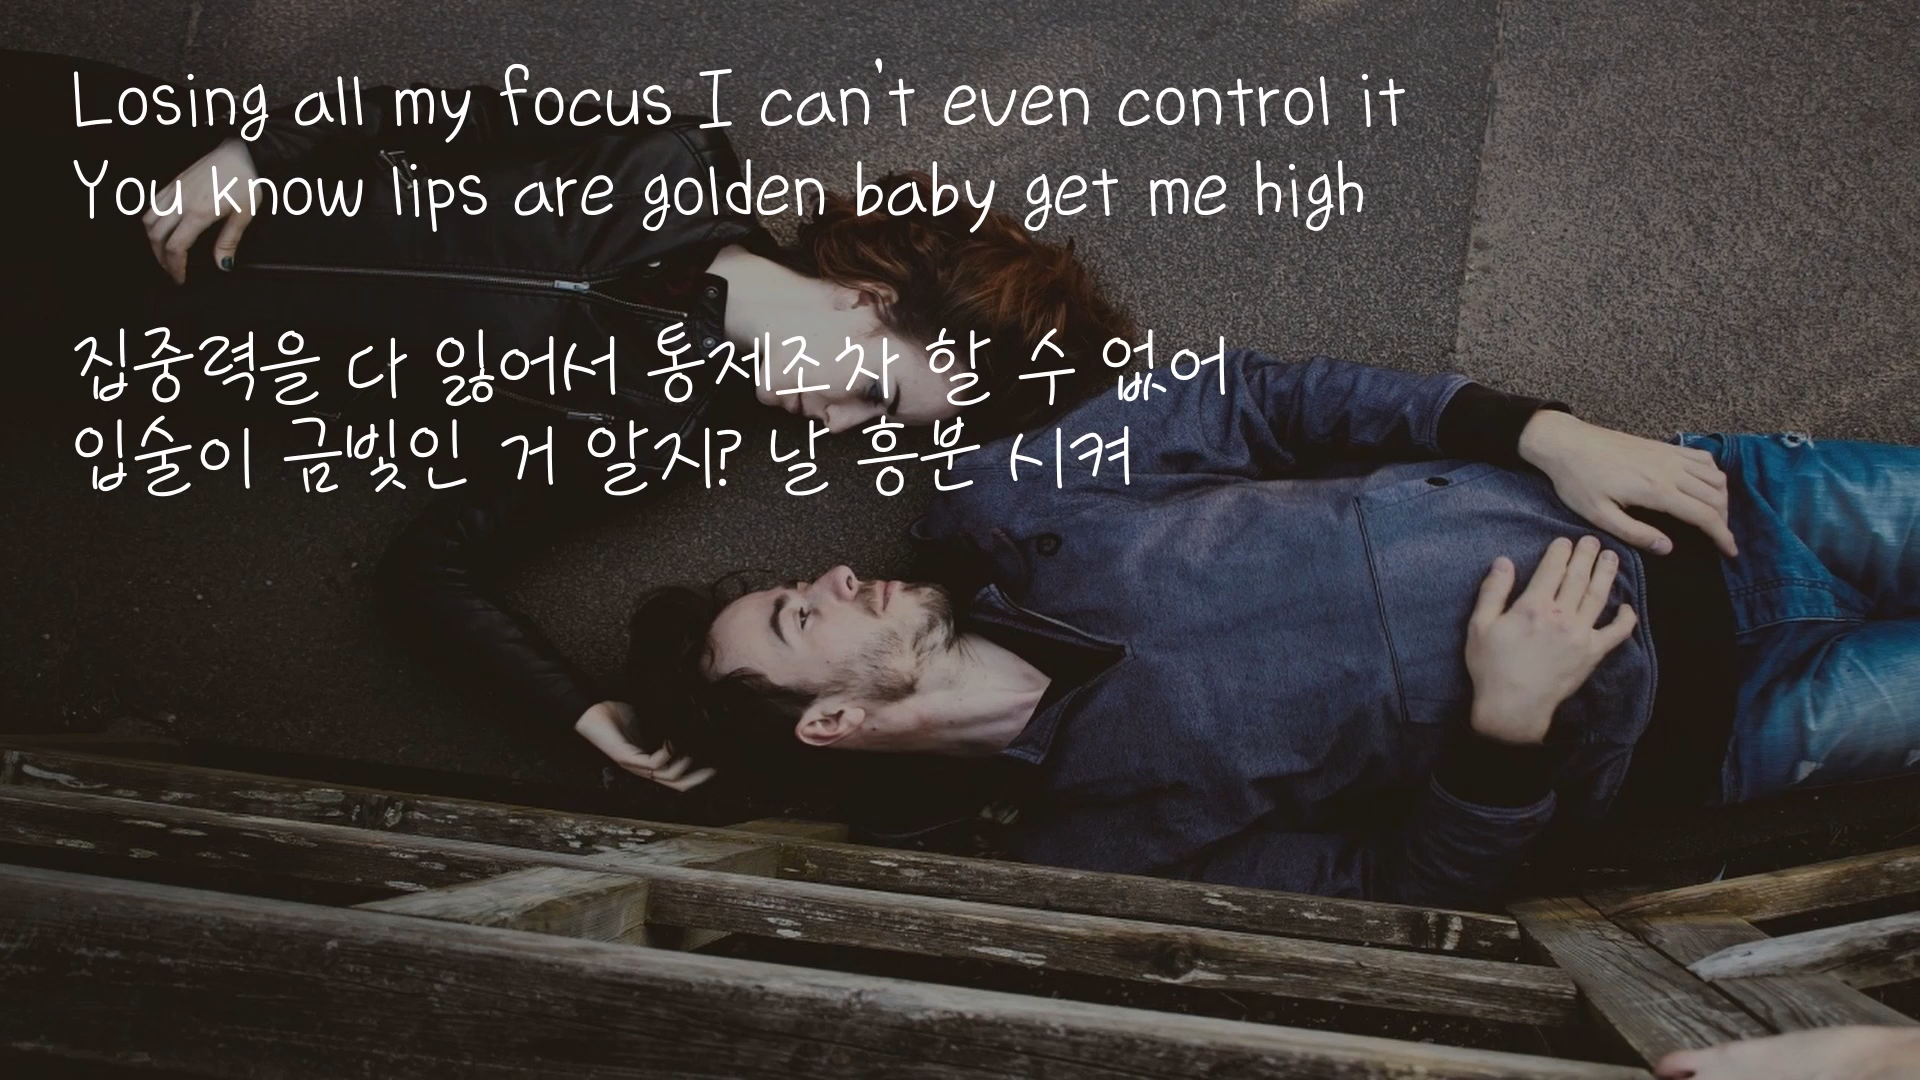 Losing all my focus I can't even control it
You know lips are golden baby get me high
집중력을 다 잃어서 통제조차 할 수 없어
입술이 금빛인 거 알지? 날 흥분 시켜